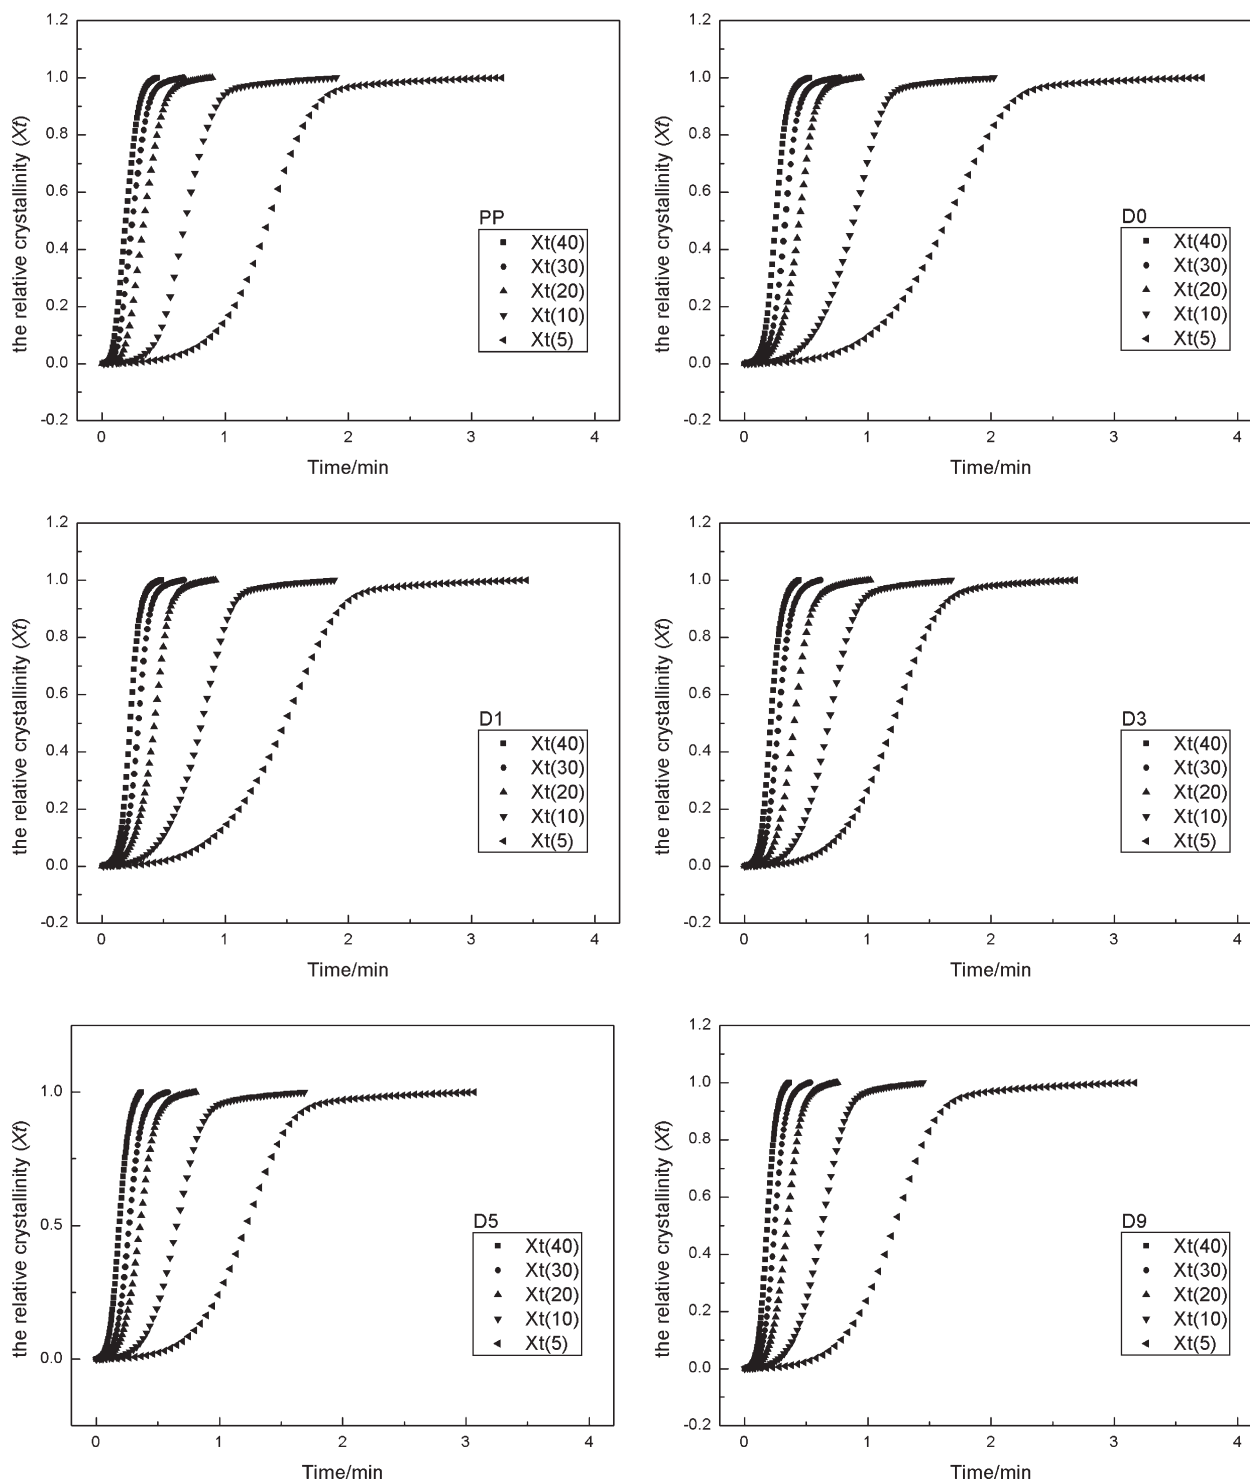 1.2
1.0
0.8
0.6
0.4
0.2
0.0
-0.2
the relative crystallinity (Xt)
0 1 2 3 4
Time/min
PP
Xt(40)
Xt(30)
Xt(20)
Xt(10)
Xt(5)
1.2
1.0
0.8
0.6
0.4
0.2
0.0
-0.2
the relative crystallinity (Xt)
0 1 2 3 4
Time/min
D0
Xt(40)
Xt(30)
Xt(20)
Xt(10)
Xt(5)
1.2
1.0
0.8
0.6
0.4
0.2
0.0
-0.2
the relative crystallinity (Xt)
0 1 2 3 4
Time/min
D1
Xt(40)
Xt(30)
Xt(20)
Xt(10)
Xt(5)
1.2
1.0
0.8
0.6
0.4
0.2
0.0
-0.2
the relative crystallinity (Xt)
0 1 2 3 4
Time/min
D3
Xt(40)
Xt(30)
Xt(20)
Xt(10)
Xt(5)
1.0
0.5
0.0
the relative crystallinity (Xt)
0 1 2 3 4
Time/min
D5
Xt(40)
Xt(30)
Xt(20)
Xt(10)
Xt(5)
1.2
1.0
0.8
0.6
0.4
0.2
0.0
-0.2
the relative crystallinity (Xt)
0 1 2 3 4
Time/min
D9
Xt(40)
Xt(30)
Xt(20)
Xt(10)
Xt(5)